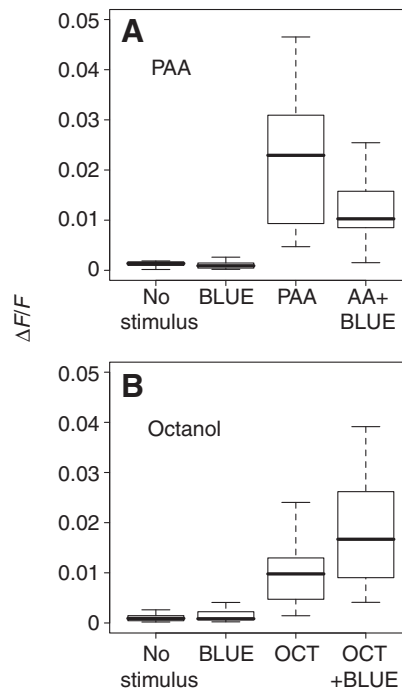 A
PAA
0.05
0.04
0.03
0.02
0.01
0
No stimulus
BLUE
PAA
AA+
BLUE
ΔF/F
B
Octanol
0.05
0.04
0.03
0.02
0.01
0
No stimulus
BLUE
OCT
OCT
+BLUE